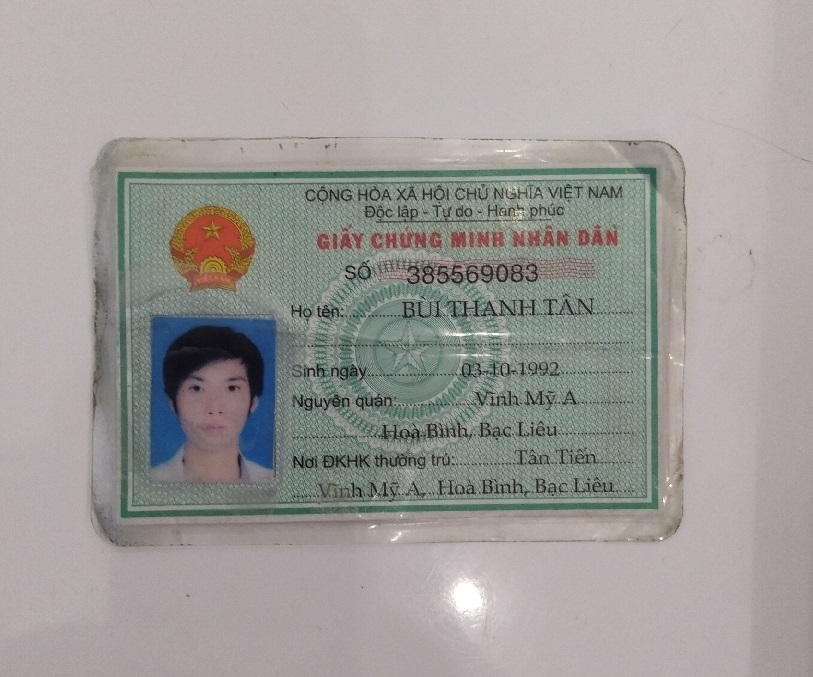 CỘNG HÒA XÃ HỘI CHỦ NGHĨA VIỆT NAM
Độc lập - Tự do - Hạnh phúc
GIẤY CHỨNG MINH NHÂN DÂN
SỐ 385569083
Họ tên: BÙI THANH TÂN
Sinh ngày 03-10-1992
Nguyên quán: Vĩnh Mỹ A
Hoà Bình, Bạc Liêu
Nơi ĐKHK thường trú: Tân Tiến
Vĩnh Mỹ A, Hoà Bình, Bạc Liêu